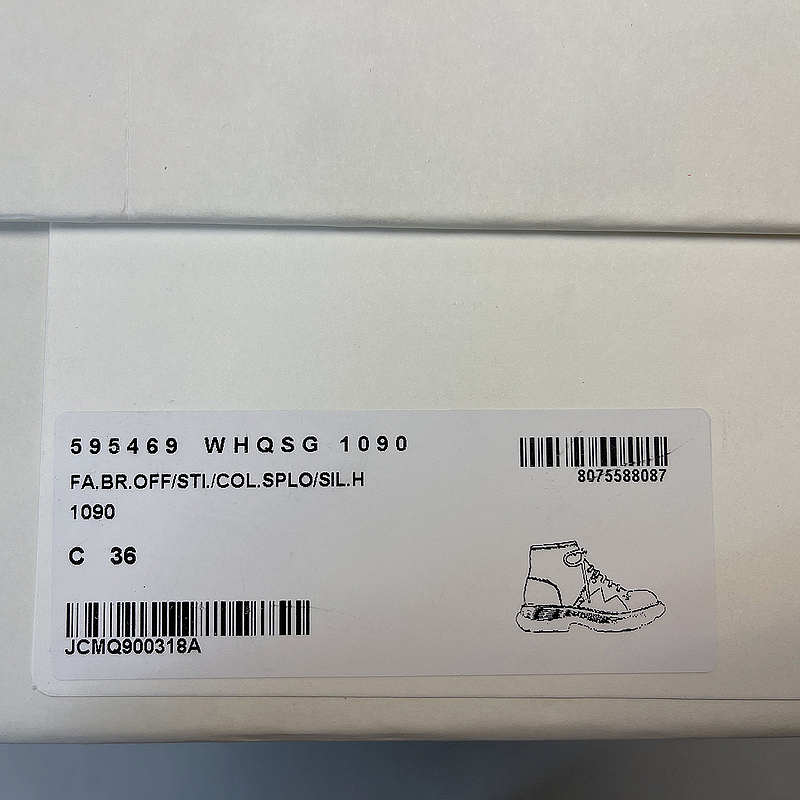 595469 WHQSG 1090
8075588087
FA.BR.OFF/STI./COL.SPLO/SIL.H
1090
C 36
JCMQ900318A